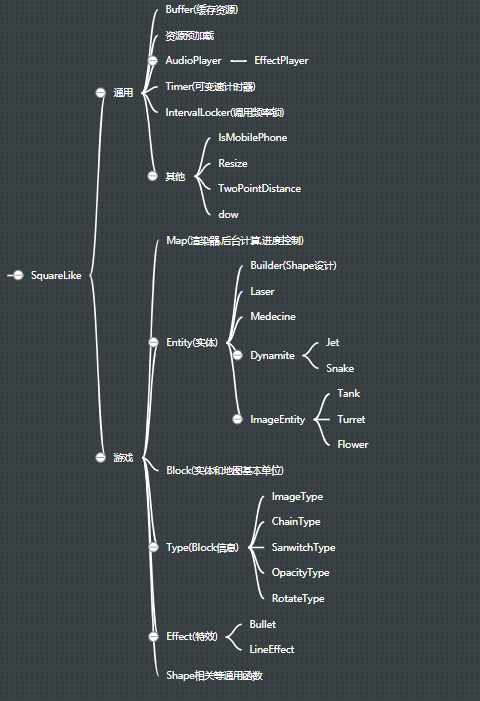 Buffer(缓存资源)
资源预加载
AudioPlayer
EffectPlayer
通用
Timer(可变速计时器)
IntervalLocker(调用频率锁)
IsMobilePhone
Resize
其他
TwoPointDistance
dow
SquareLike
Map(渲染器,后台计算,进度控制)
Builder(Shape设计)
Laser
Medecine
Entity(实体)
Dynamite
Jet
Snake
ImageEntity
Tank
Turret
Flower
游戏
Block(实体和地图基本单位)
ImageType
ChainType
Type(Block信息)
SanwitchType
OpacityType
RotateType
Effect(特效)
Bullet
LineEffect
Shape相关等通用函数